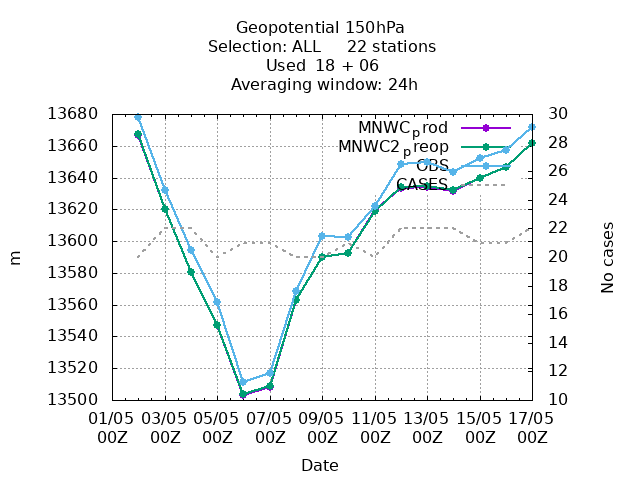 Geopotential 150hPa
Selection: ALL 22 stations
Used 18 + 06
Averaging window: 24h
MNWC_prod
MNWC2_preop
OBS
CASES
13680
13660
13640
13620
13600
13580
13560
13540
13520
13500
m
30
28
26
24
22
20
18
16
14
12
10
No cases
01/05 03/05 05/05 07/05 09/05 11/05 13/05 15/05 17/05
00Z 00Z 00Z 00Z 00Z 00Z 00Z 00Z 00Z
Date